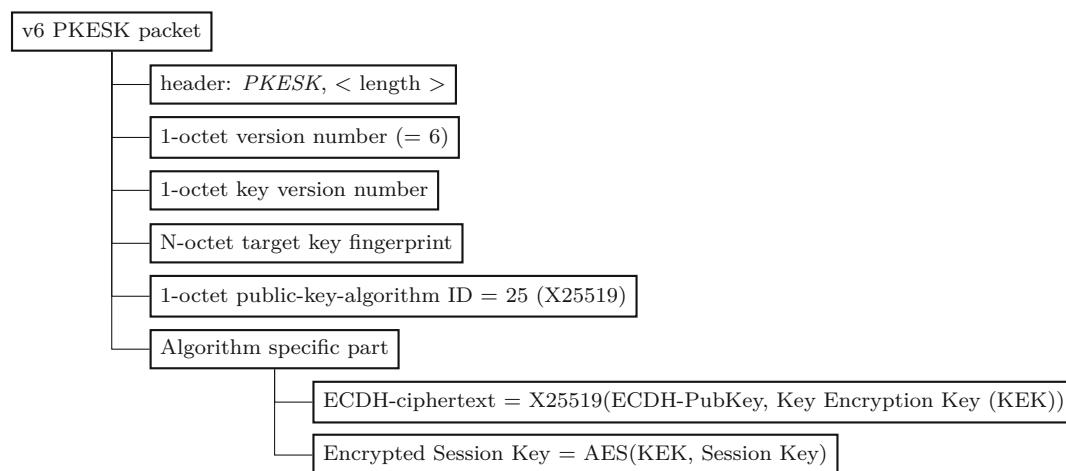 v6 PKESK packet
header: PKESK, < length >
1-octet version number (= 6)
1-octet key version number
N-octet target key fingerprint
1-octet public-key-algorithm ID = 25 (X25519)
Algorithm specific part
ECDH-ciphertext = X25519(ECDH-PubKey, Key Encryption Key (KEK))
Encrypted Session Key = AES(KEK, Session Key)